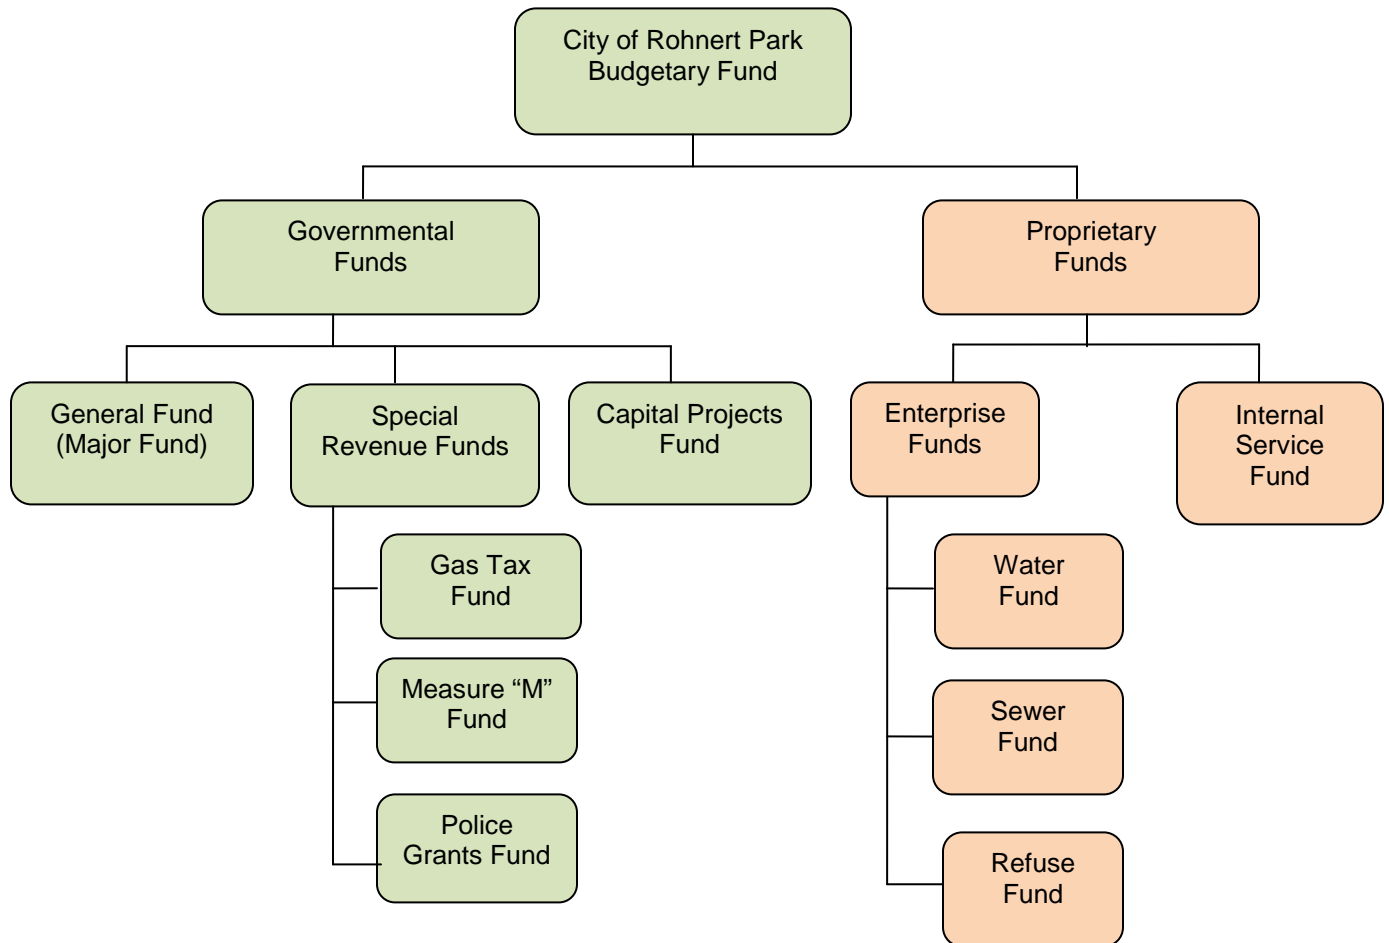 City of Rohnert Park
Budgetary Fund
Governmental
Funds
Proprietary
Funds
General Fund
(Major Fund)
Special
Revenue Funds
Capital Projects
Fund
Enterprise
Funds
Internal
Service
Fund
Gas Tax
Fund
Water
Fund
Measure “M”
Fund
Sewer
Fund
Police
Grants Fund
Refuse
Fund